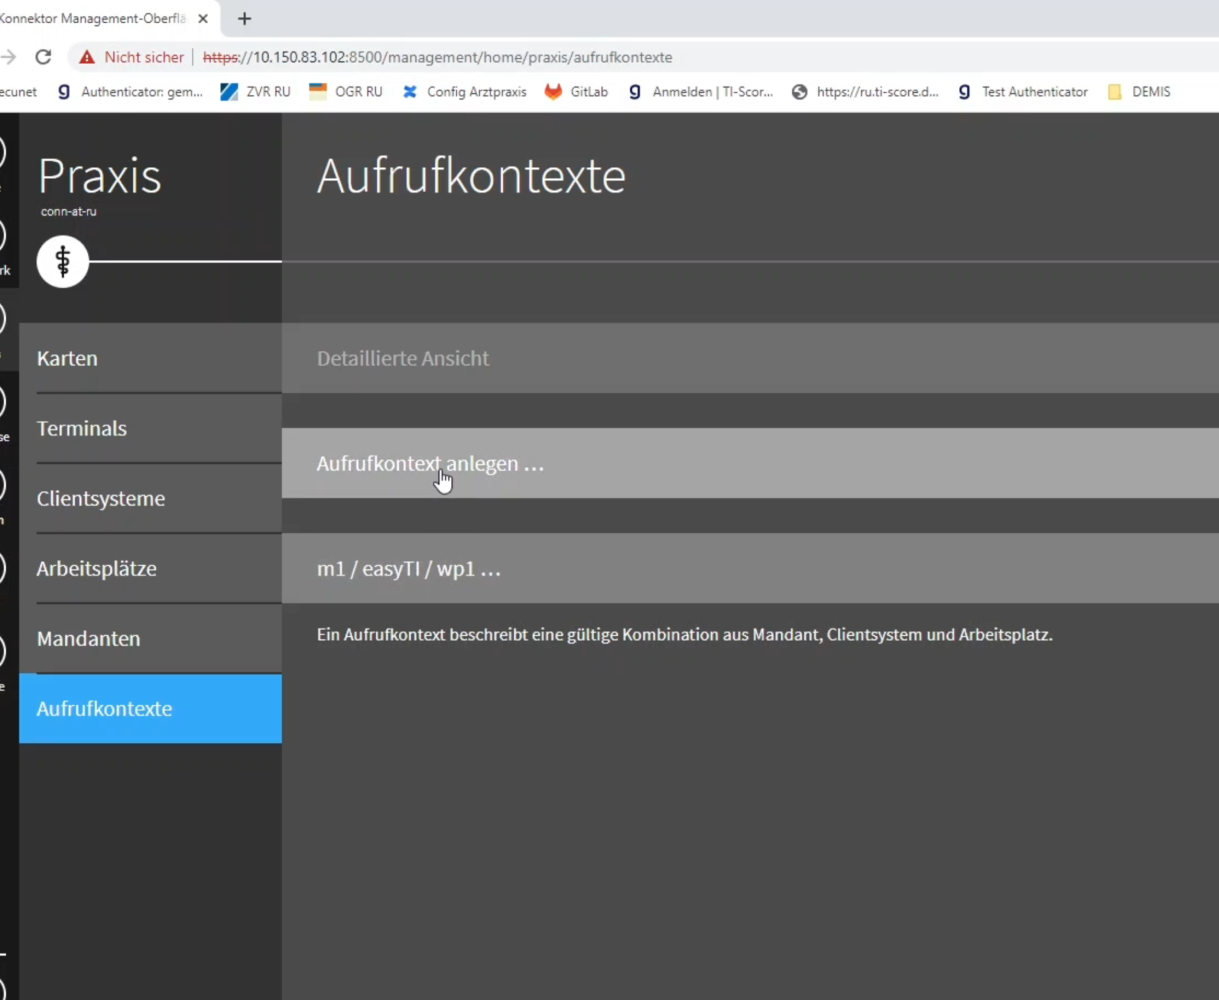 Konnektor Management-Oberflä
Nicht sicher https://10.150.83.102:8500/management/home/praxis/aufrufkontexte
ecunet Authenticator: gem... ZVR RU OGR RU Config Arztpraxis GitLab Anmelden | TI-Scor... https://ru.ti-score.d... Test Authenticator DEMIS
Praxis
conn-at-ru
rk
se
n
e
Karten
Terminals
Clientsysteme
Arbeitsplätze
Mandanten
Aufrufkontexte
Aufrufkontexte
Detaillierte Ansicht
Aufrufkontext anlegen ...
m1 / easyTI / wp1 ...
Ein Aufrufkontext beschreibt eine gültige Kombination aus Mandant, Clientsystem und Arbeitsplatz.